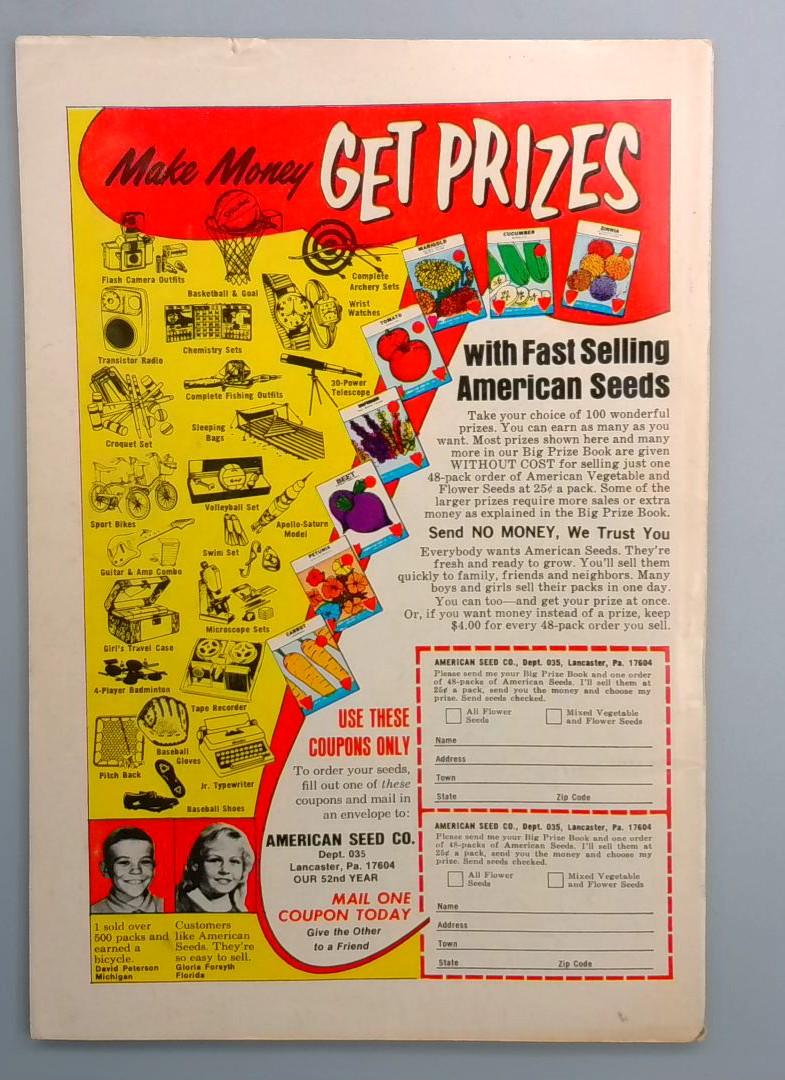 Make Money GET PRIZES
Flash Camera Outfits
Basketball & Goal
Complete
Archery Sets
Wrist
Watches
Transistor Radio
Chemistry Sets
Complete Fishing Outfits
30-Power
Telescope
Croquet Set
Sleeping
Bags
Sport Bikes
Volleyball Set
Apollo-Saturn
Model
Swim Set
Guitar & Amp Combo
Girl's Travel Case
Microscope Sets
4-Player Badminton
Tape Recorder
Pitch Back
Baseball
Gloves
Jr. Typewriter
Baseball Shoes
MARIGOLD
CUCUMBER
ZINNIA
TOMATO
BEET
PETUNIA
CARROT
with Fast Selling
American Seeds
Take your choice of 100 wonderful
prizes. You can earn as many as you
want. Most prizes shown here and many
more in our Big Prize Book are given
WITHOUT COST for selling just one
48-pack order of American Vegetable and
Flower Seeds at 25¢ a pack. Some of the
larger prizes require more sales or extra
money as explained in the Big Prize Book.
Send NO MONEY, We Trust You
Everybody wants American Seeds. They're
fresh and ready to grow. You'll sell them
quickly to family, friends and neighbors. Many
boys and girls sell their packs in one day.
You can too—and get your prize at once.
Or, if you want money instead of a prize, keep
$4.00 for every 48-pack order you sell.
USE THESE
COUPONS ONLY
To order your seeds,
fill out one of these
coupons and mail in
an envelope to:
AMERICAN SEED CO.
Dept. 035
Lancaster, Pa. 17604
OUR 52nd YEAR
MAIL ONE
COUPON TODAY
Give the Other
to a Friend
I sold over
500 packs and
earned a
bicycle.
David Peterson
Michigan
Customers
like American
Seeds. They're
so easy to sell.
Gloria Forsyth
Florida
AMERICAN SEED CO., Dept. 035, Lancaster, Pa. 17604
Please send me your Big Prize Book and one order
of 48-packs of American Seeds. I'll sell them at
25¢ a pack, send you the money and choose my
prize. Send seeds checked.
All Flower
Seeds
Mixed Vegetable
and Flower Seeds
Name
Address
Town
State Zip Code
AMERICAN SEED CO., Dept. 035, Lancaster, Pa. 17604
Please send me your Big Prize Book and one order
of 48-packs of American Seeds. I'll sell them at
25¢ a pack, send you the money and choose my
prize. Send seeds checked.
All Flower
Seeds
Mixed Vegetable
and Flower Seeds
Name
Address
Town
State Zip Code